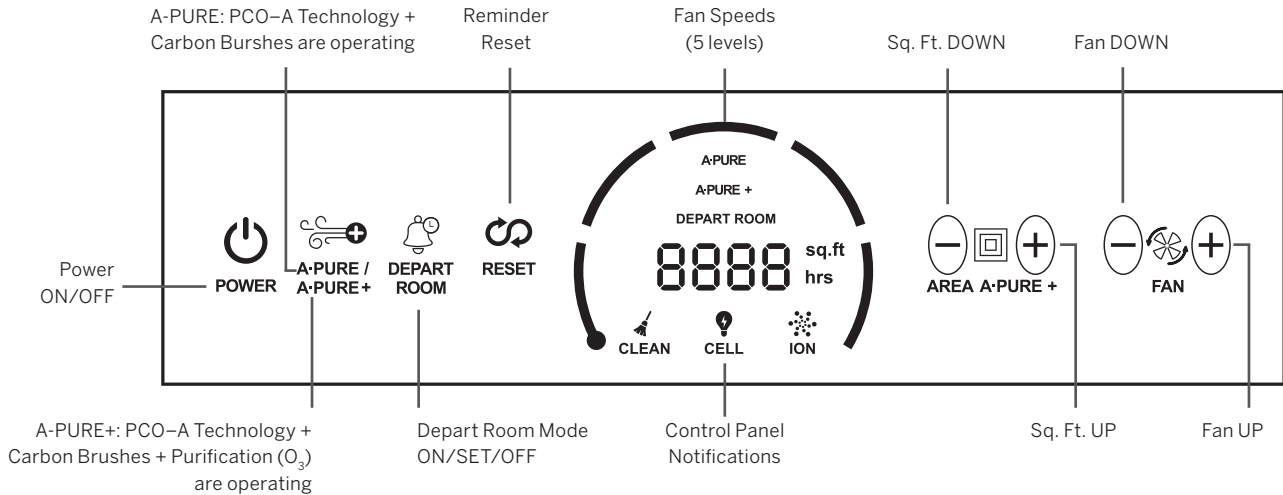 A-PURE: PCO–A Technology +
Carbon Burshes are operating
Reminder
Reset
Fan Speeds
(5 levels)
Sq. Ft. DOWN
Fan DOWN
Power
ON/OFF
POWER
A·PURE /
A·PURE+
DEPART
ROOM
RESET
A·PURE
A·PURE +
DEPART ROOM
8888 sq.ft
hrs
CLEAN
CELL
ION
AREA A·PURE +
FAN
A-PURE+: PCO–A Technology +
Carbon Brushes + Purification (O₃)
are operating
Depart Room Mode
ON/SET/OFF
Control Panel
Notifications
Sq. Ft. UP
Fan UP